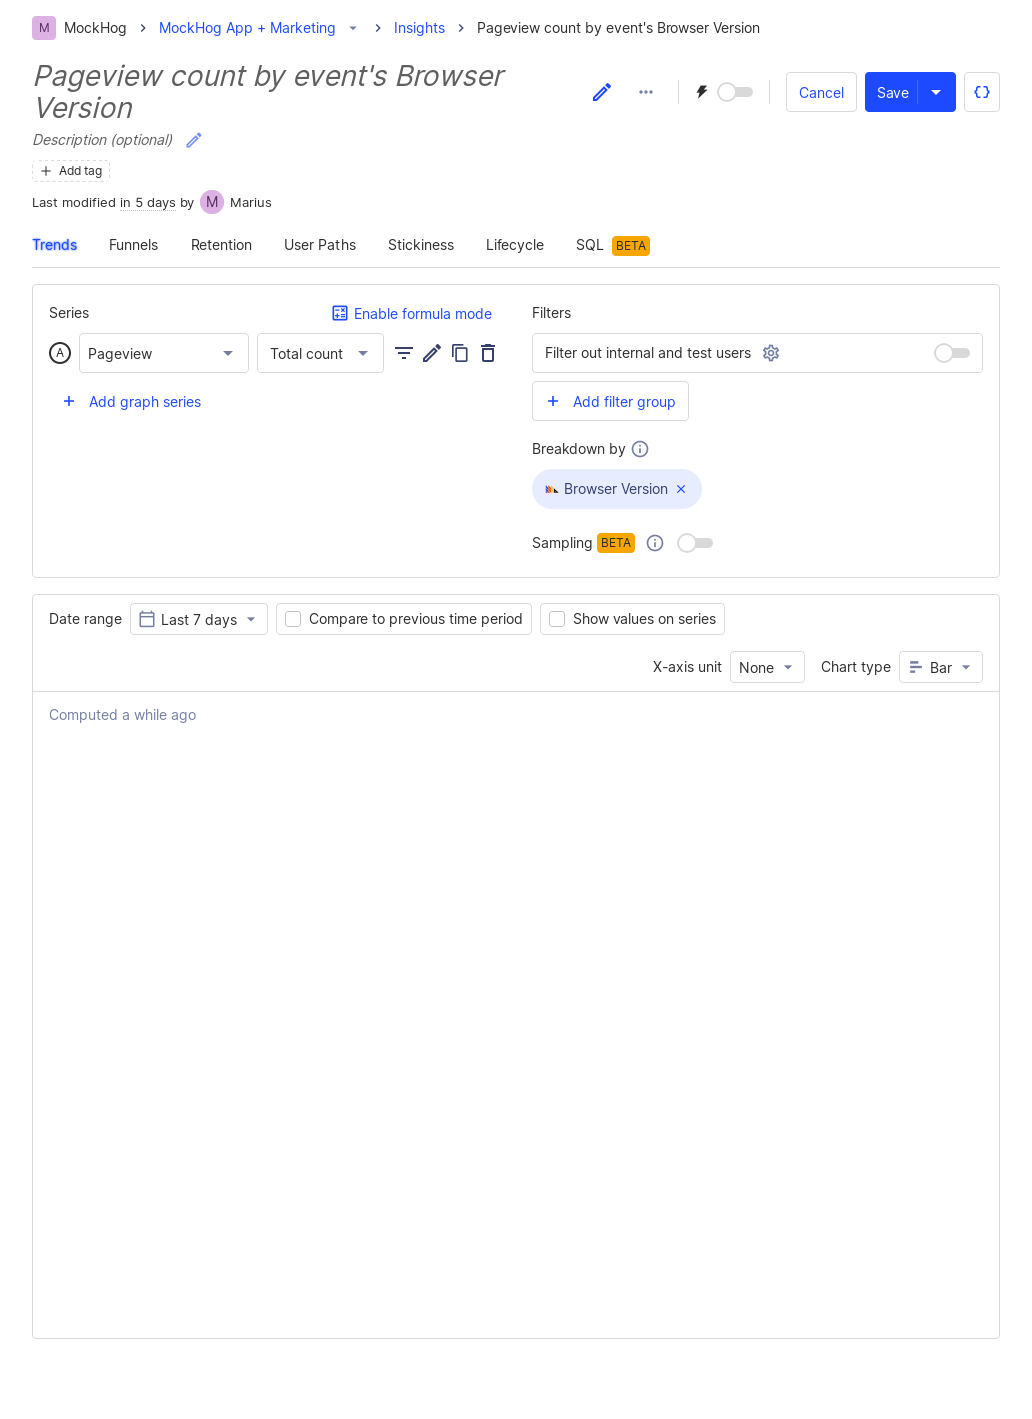 M MockHog MockHog App + Marketing Insights Pageview count by event's Browser Version
Pageview count by event's Browser
Version
Cancel Save
Description (optional)
Add tag
Last modified in 5 days by M Marius
Trends Funnels Retention User Paths Stickiness Lifecycle SQL BETA
Series Enable formula mode
A Pageview Total count
Add graph series
Filters
Filter out internal and test users
Add filter group
Breakdown by
Browser Version
Sampling BETA
Date range Last 7 days Compare to previous time period Show values on series
X-axis unit None Chart type Bar
Computed a while ago